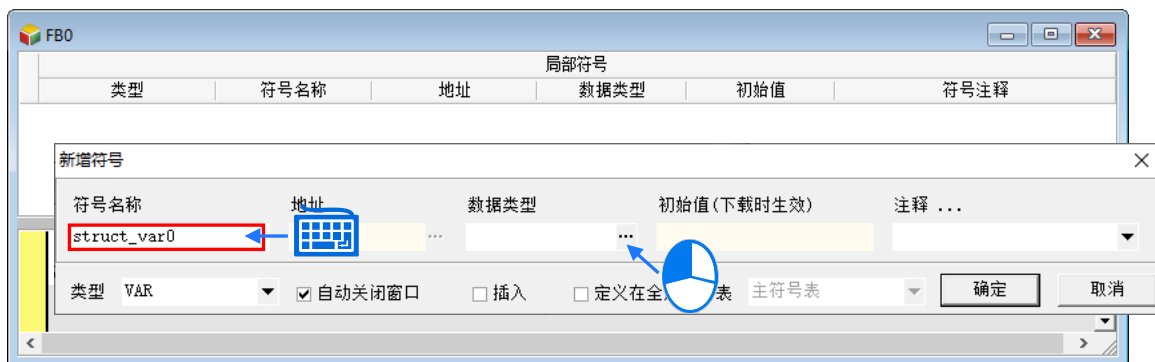 FB0
局部符号
类型 符号名称 地址 数据类型 初始值 符号注释
新增符号
符号名称 地址 数据类型 初始值(下载时生效) 注释 ...
struct_var0 ... ...
类型 VAR 自动关闭窗口 插入 定义在全 表 主符号表 确定 取消